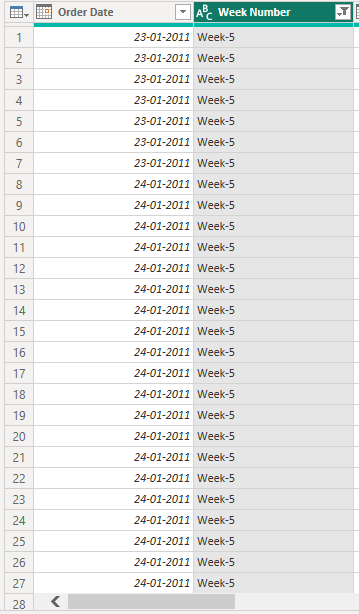 Order Date ABC Week Number
1 23-01-2011 Week-5
2 23-01-2011 Week-5
3 23-01-2011 Week-5
4 23-01-2011 Week-5
5 23-01-2011 Week-5
6 23-01-2011 Week-5
7 23-01-2011 Week-5
8 24-01-2011 Week-5
9 24-01-2011 Week-5
10 24-01-2011 Week-5
11 24-01-2011 Week-5
12 24-01-2011 Week-5
13 24-01-2011 Week-5
14 24-01-2011 Week-5
15 24-01-2011 Week-5
16 24-01-2011 Week-5
17 24-01-2011 Week-5
18 24-01-2011 Week-5
19 24-01-2011 Week-5
20 24-01-2011 Week-5
21 24-01-2011 Week-5
22 24-01-2011 Week-5
23 24-01-2011 Week-5
24 24-01-2011 Week-5
25 24-01-2011 Week-5
26 24-01-2011 Week-5
27 24-01-2011 Week-5
28